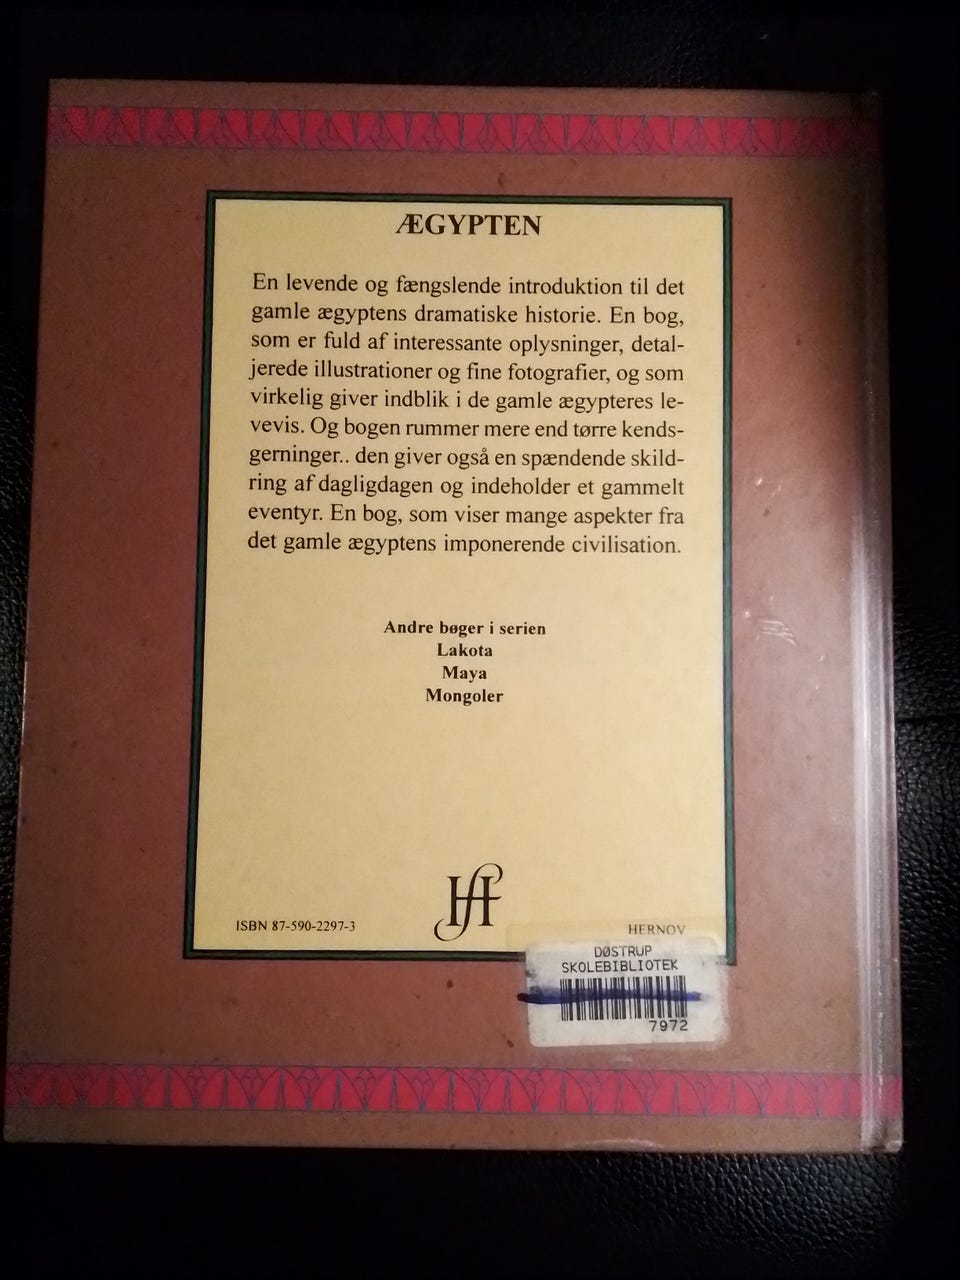 ÆGYPTEN
En levende og fængslende introduktion til det
gamle ægyptens dramatiske historie. En bog,
som er fuld af interessante oplysninger, detal-
jerede illustrationer og fine fotografier, og som
virkelig giver indblik i de gamle ægypteres le-
vevis. Og bogen rummer mere end tørre kends-
gerninger.. den giver også en spændende skild-
ring af dagligdagen og indeholder et gammelt
eventyr. En bog, som viser mange aspekter fra
det gamle ægyptens imponerende civilisation.
Andre bøger i serien
Lakota
Maya
Mongoler
Hf
ISBN 87-590-2297-3
HERNOV
DØSTRUP
SKOLEBIBLIOTEK
7972